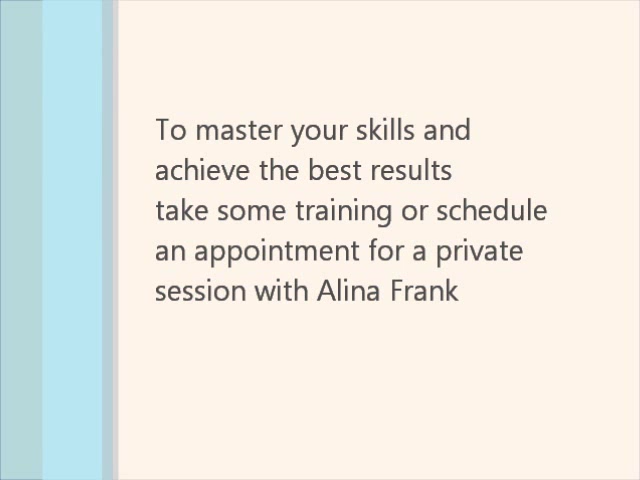 To master your skills and
achieve the best results
take some training or schedule
an appointment for a private
session with Alina Frank